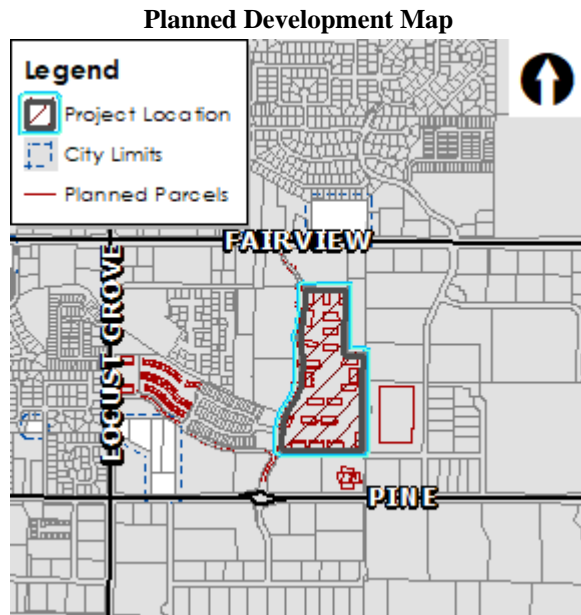 Planned Development Map
Legend
Project Location
City Limits
Planned Parcels
FAIRVIEW
LOCUST GROVE
PINE